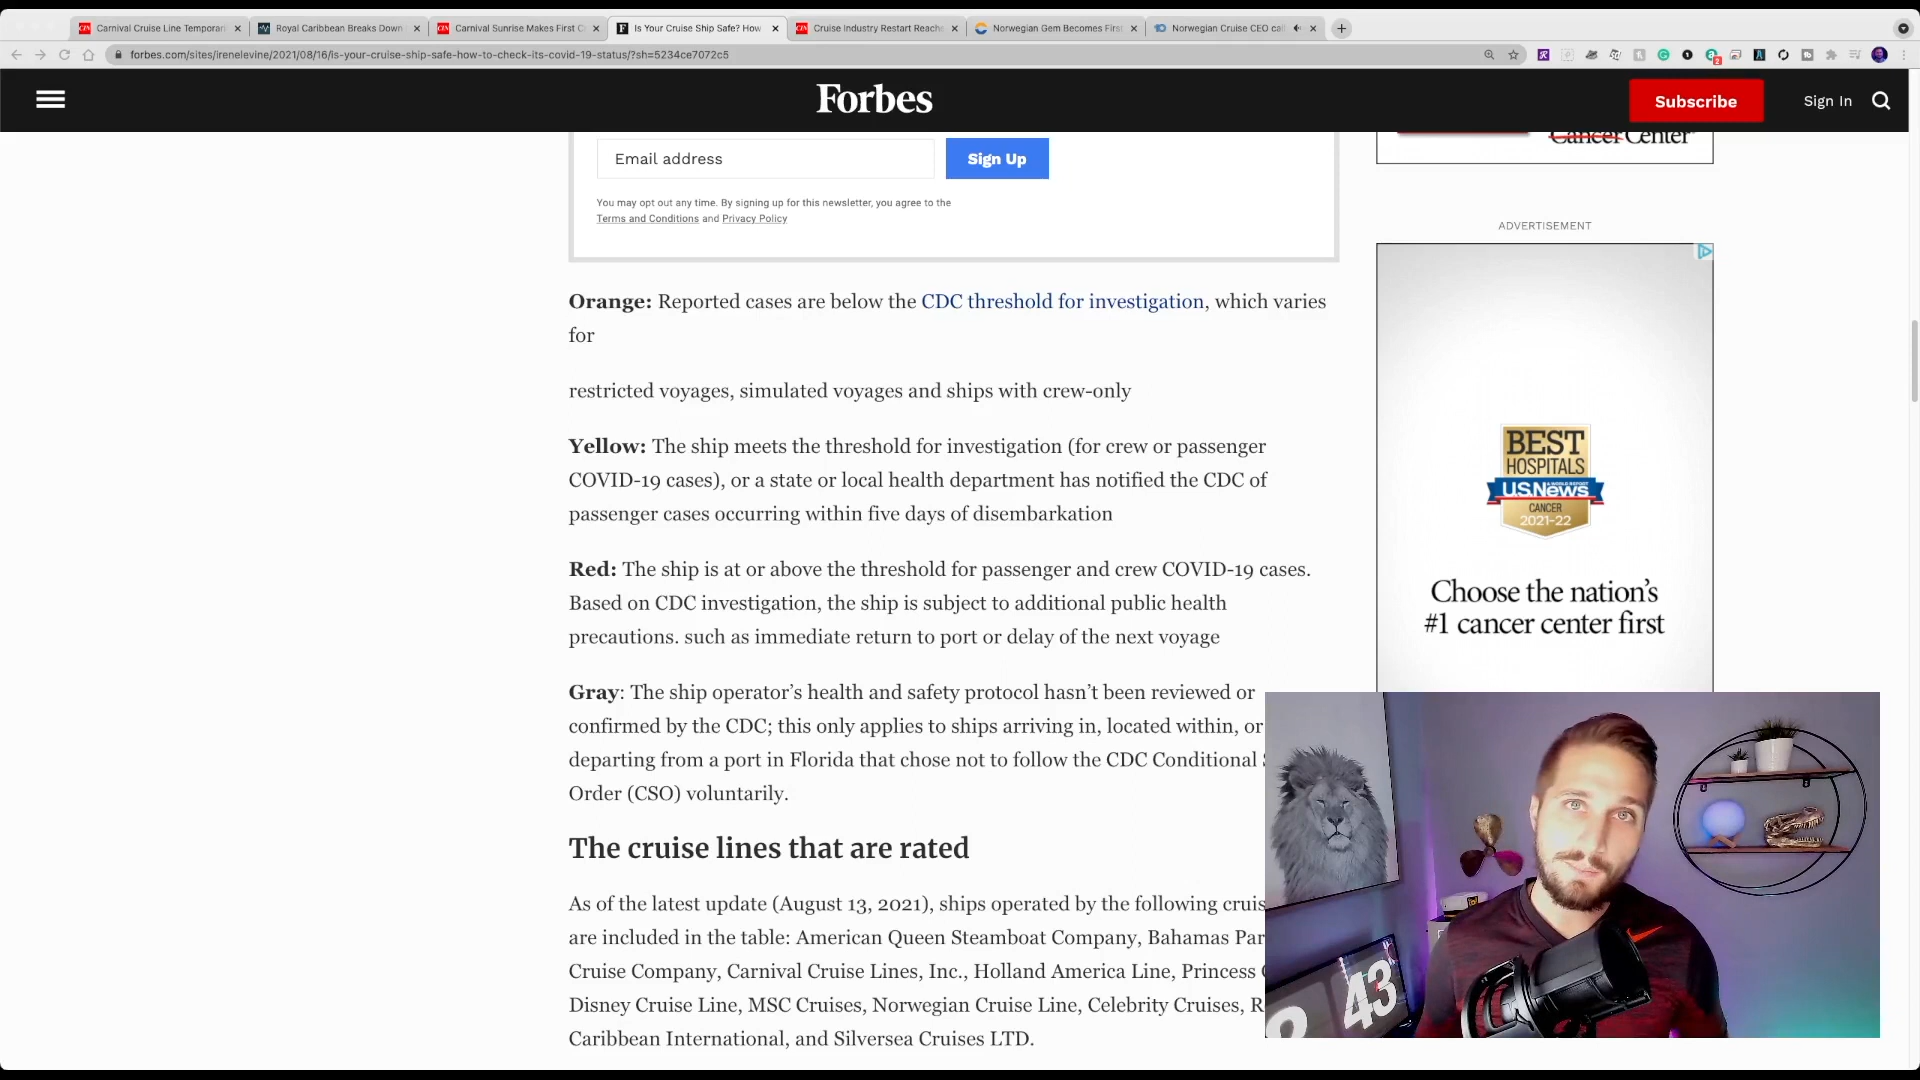 Carnival Cruise Line Temporari
Royal Caribbean Breaks Down
Carnival Sunrise Makes First C
Is Your Cruise Ship Safe? How
Cruise Industry Restart Reache
Norwegian Gem Becomes First
Norwegian Cruise CEO cal
forbes.com/sites/irenelevine/2021/08/16/is-your-cruise-ship-safe-how-to-check-its-covid-19-status/?sh=5234ce7072c5
Forbes
Subscribe
Sign In
Email address
Sign Up
You may opt out any time. By signing up for this newsletter, you agree to the
Terms and Conditions and Privacy Policy
Orange: Reported cases are below the CDC threshold for investigation, which varies
for
restricted voyages, simulated voyages and ships with crew-only
Yellow: The ship meets the threshold for investigation (for crew or passenger
COVID-19 cases), or a state or local health department has notified the CDC of
passenger cases occurring within five days of disembarkation
Red: The ship is at or above the threshold for passenger and crew COVID-19 cases.
Based on CDC investigation, the ship is subject to additional public health
precautions. such as immediate return to port or delay of the next voyage
Gray: The ship operator’s health and safety protocol hasn’t been reviewed or
confirmed by the CDC; this only applies to ships arriving in, located within, or
departing from a port in Florida that chose not to follow the CDC Conditional
Order (CSO) voluntarily.
The cruise lines that are rated
As of the latest update (August 13, 2021), ships operated by the following cruis
are included in the table: American Queen Steamboat Company, Bahamas Par
Cruise Company, Carnival Cruise Lines, Inc., Holland America Line, Princess
Disney Cruise Line, MSC Cruises, Norwegian Cruise Line, Celebrity Cruises, R
Caribbean International, and Silversea Cruises LTD.
Cancer Center
ADVERTISEMENT
BEST
HOSPITALS
U.S.News
CANCER
2021-22
Choose the nation’s
#1 cancer center first
43